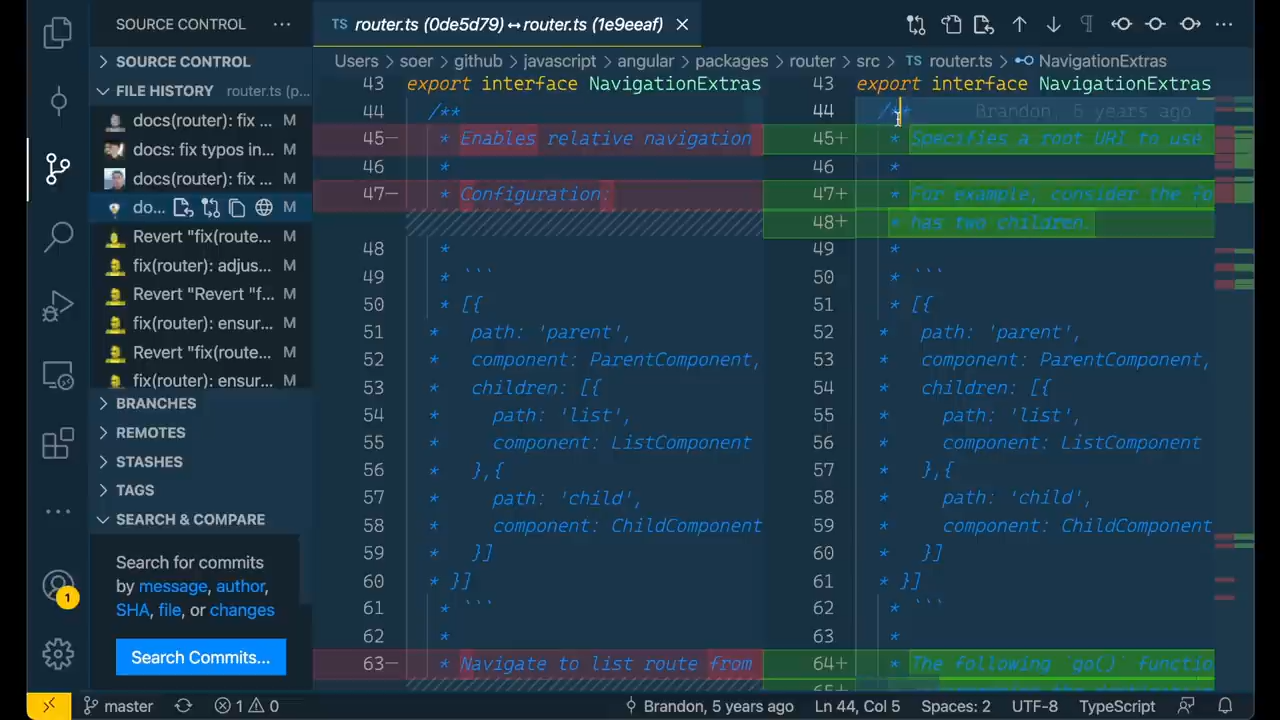 SOURCE CONTROL ...
TS router.ts (0de5d79) ↔ router.ts (1e9eeaf)
Users > soer > github > javascript > angular > packages > router > src > TS router.ts > NavigationExtras
SOURCE CONTROL
FILE HISTORY router.ts (p...
docs(router): fix ... M
docs: fix typos in... M
docs(router): fix ... M
do... M
Revert "fix(route... M
fix(router): adjus... M
Revert "Revert "f... M
fix(router): ensur... M
Revert "fix(route... M
fix(router): ensur... M
BRANCHES
REMOTES
STASHES
TAGS
SEARCH & COMPARE
Search for commits
by message, author,
SHA, file, or changes
Search Commits...
1
43 export interface NavigationExtras
44 /**
45— * Enables relative navigation
46 *
47— * Configuration:
48 *
49 * ```
50 * [{
51 * path: 'parent',
52 * component: ParentComponent,
53 * children: [{
54 * path: 'list',
55 * component: ListComponent
56 * },{
57 * path: 'child',
58 * component: ChildComponent
59 * }]
60 * }]
61 * ```
62 *
63— * Navigate to list route from
43 export interface NavigationExtras
44 /** Brandon, 5 years ago
45+ * Specifies a root URI to use
46 *
47+ * For example, consider the fo
48+ * has two children.
49 *
50 * ```
51 * [{
52 * path: 'parent',
53 * component: ParentComponent,
54 * children: [{
55 * path: 'list',
56 * component: ListComponent
57 * },{
58 * path: 'child',
59 * component: ChildComponent
60 * }]
61 * }]
62 * ```
63 *
64+ * The following `go()` functio
master 1 0 Brandon, 5 years ago Ln 44, Col 5 Spaces: 2 UTF-8 TypeScript